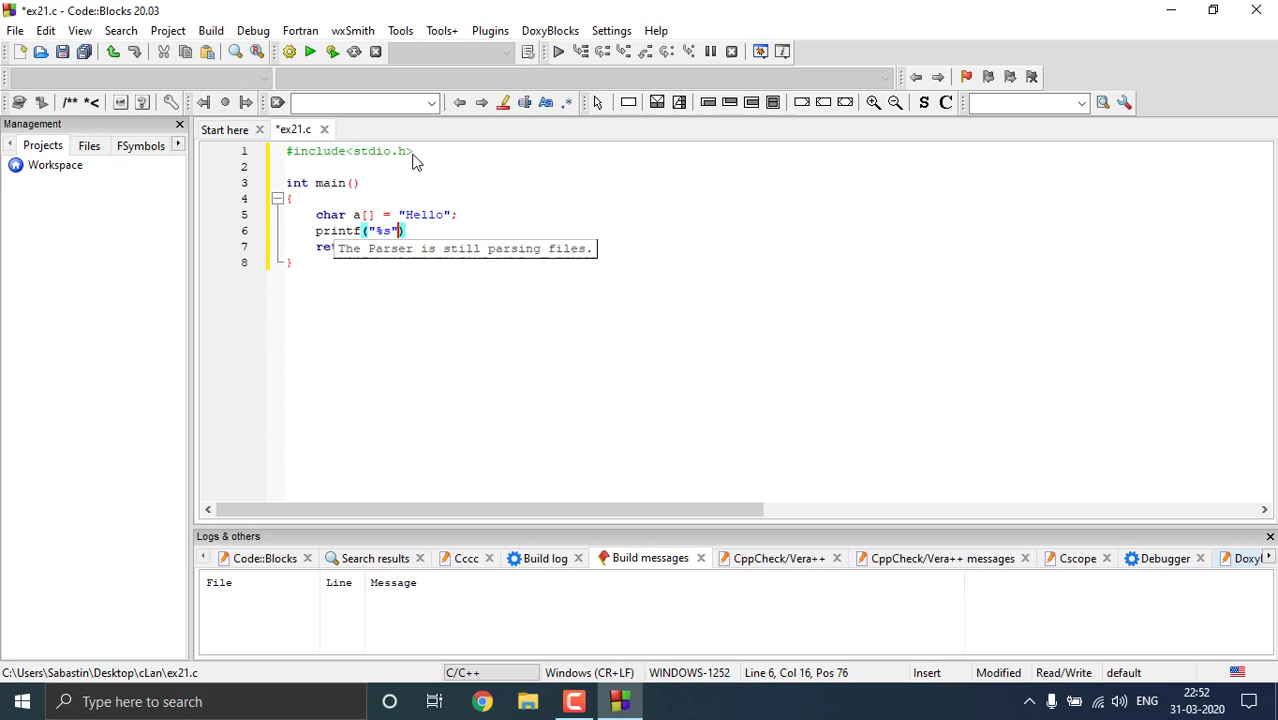 *ex21.c - Code::Blocks 20.03
File Edit View Search Project Build Debug Fortran wxSmith Tools Tools+ Plugins DoxyBlocks Settings Help
/** *< Aa .* S C
Management
Projects Files FSymbols
Workspace
Start here *ex21.c
1 #include<stdio.h>
2
3 int main()
4 {
5 char a[] = "Hello";
6 printf("%s")
7 ret
The Parser is still parsing files.
8 }
Logs & others
Code::Blocks Search results Cccc Build log Build messages CppCheck/Vera++ CppCheck/Vera++ messages Cscope Debugger Doxy
File Line Message
C:\Users\Sabastin\Desktop\cLan\ex21.c C/C++ Windows (CR+LF) WINDOWS-1252 Line 6, Col 16, Pos 76 Insert Modified Read/Write default
Type here to search
22:52
31-03-2020